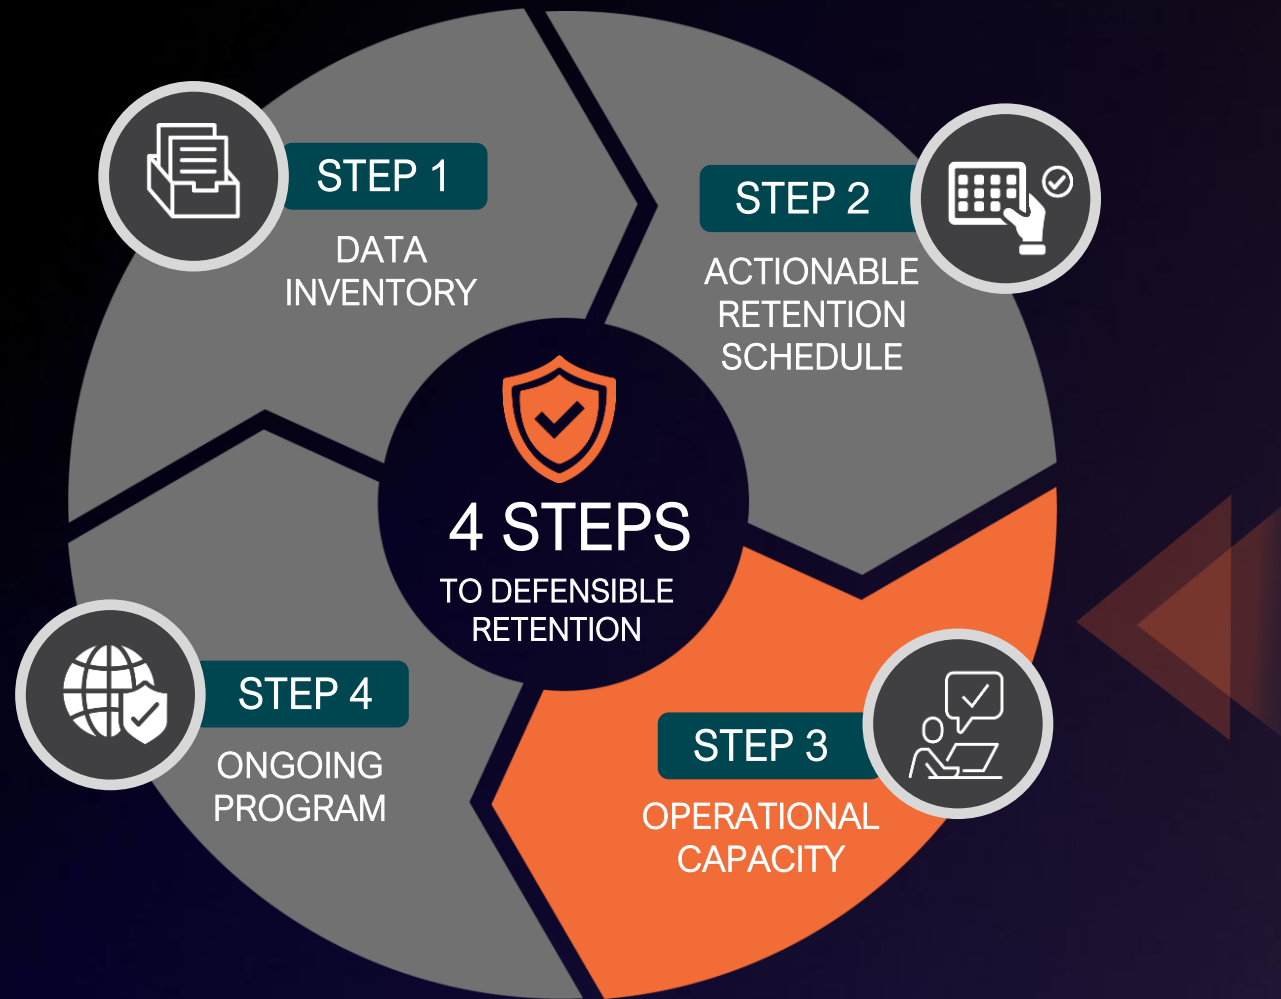 STEP 1
DATA
INVENTORY
STEP 2
ACTIONABLE
RETENTION
SCHEDULE
4 STEPS
TO DEFENSIBLE
RETENTION
STEP 3
OPERATIONAL
CAPACITY
STEP 4
ONGOING
PROGRAM